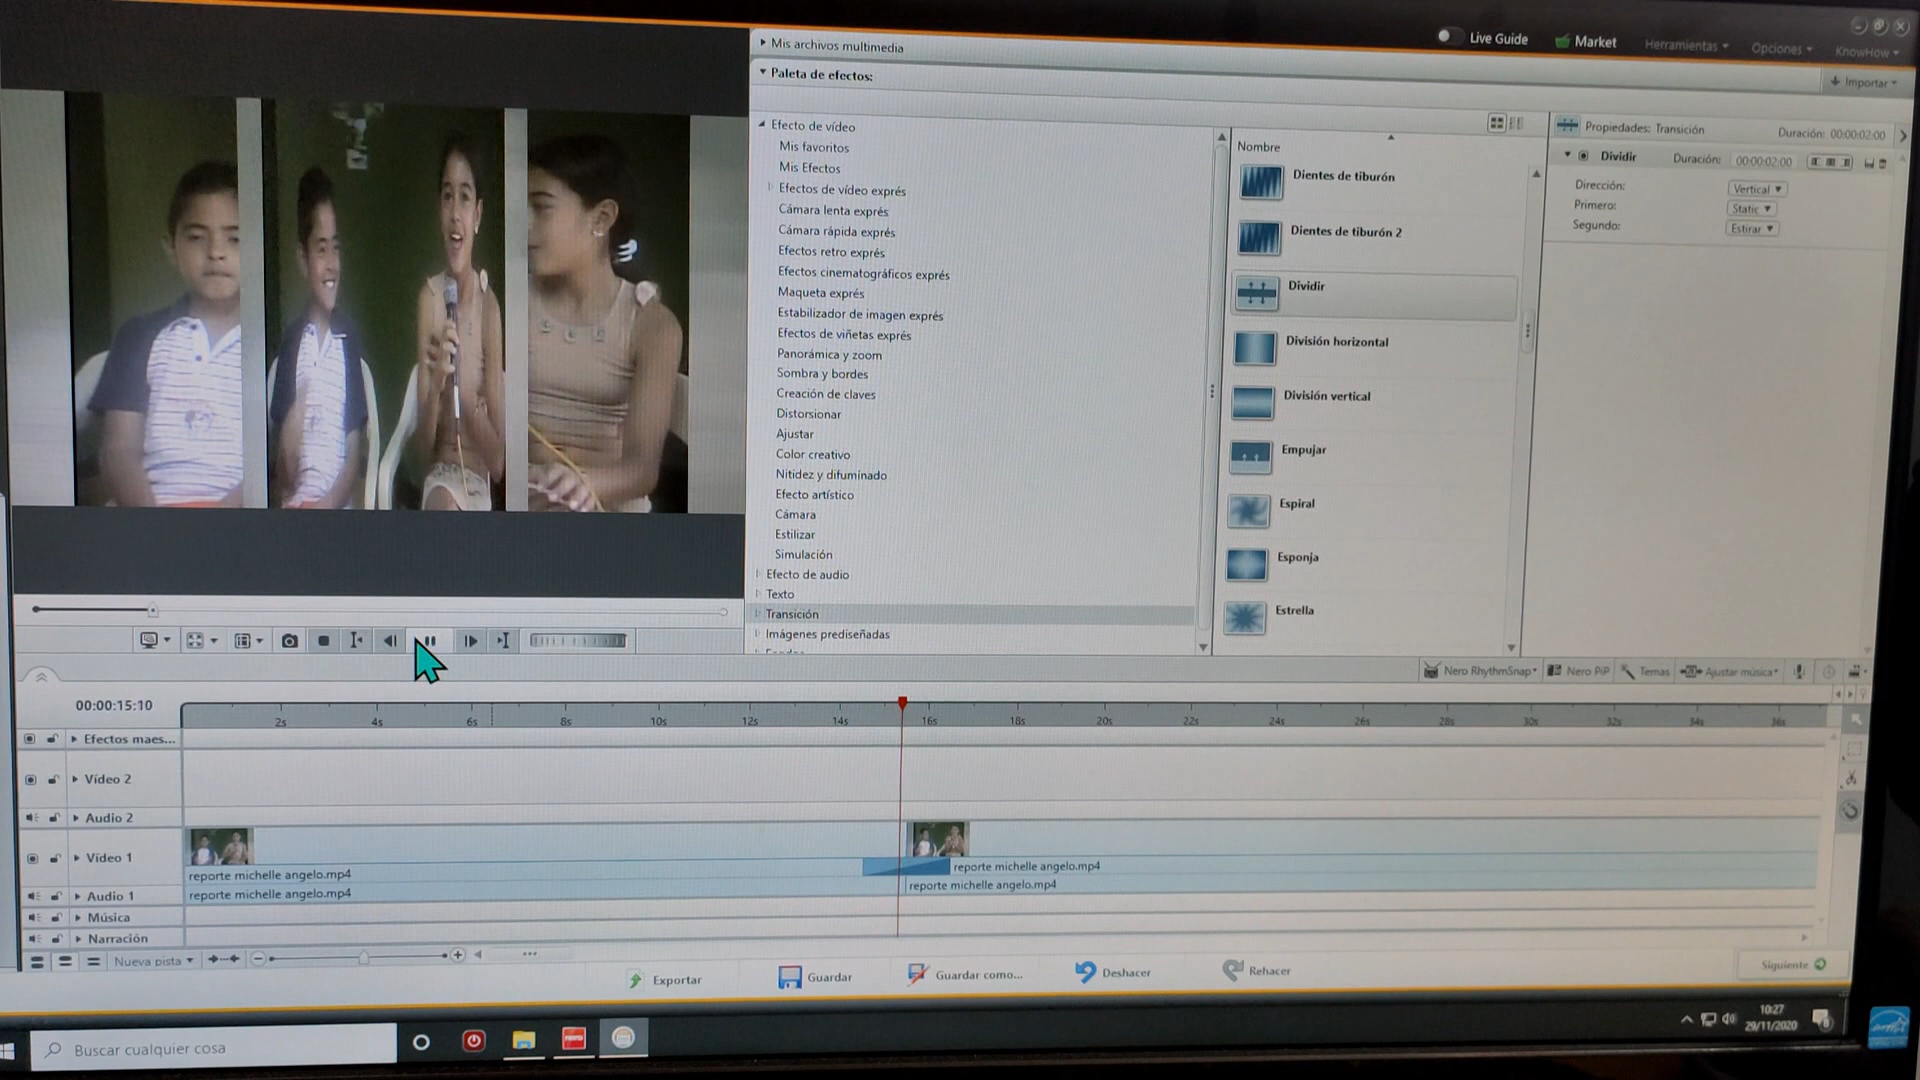 Live Guide
Market
Herramientas
Opciones
KnowHow
Mis archivos multimedia
Paleta de efectos:
Importar
Efecto de vídeo
Mis favoritos
Mis Efectos
Efectos de vídeo exprés
Cámara lenta exprés
Cámara rápida exprés
Efectos retro exprés
Efectos cinematográficos exprés
Maqueta exprés
Estabilizador de imagen exprés
Efectos de viñetas exprés
Panorámica y zoom
Sombra y bordes
Creación de claves
Distorsionar
Ajustar
Color creativo
Nitidez y difuminado
Efecto artístico
Cámara
Estilizar
Simulación
Efecto de audio
Texto
Transición
Imágenes prediseñadas
Nombre
Dientes de tiburón
Dientes de tiburón 2
Dividir
División horizontal
División vertical
Empujar
Espiral
Esponja
Estrella
Propiedades: Transición Duración: 00:00:02:00
Dividir Duración: 00:00:02:00
Dirección: Vertical
Primero: Static
Segundo: Estirar
Nero RhythmSnap
Nero PiP
Temas
Ajustar música
00:00:15:10
2s 4s 6s 8s 10s 12s 14s 16s 18s 20s 22s 24s 26s 28s 30s 32s 34s 36s
Efectos maes...
Vídeo 2
Audio 2
Vídeo 1
reporte michelle angelo.mp4
reporte michelle angelo.mp4
Audio 1
reporte michelle angelo.mp4
reporte michelle angelo.mp4
Música
Narración
Nueva pista
Exportar
Guardar
Guardar como...
Deshacer
Rehacer
Siguiente
Buscar cualquier cosa
10:27
29/11/2020